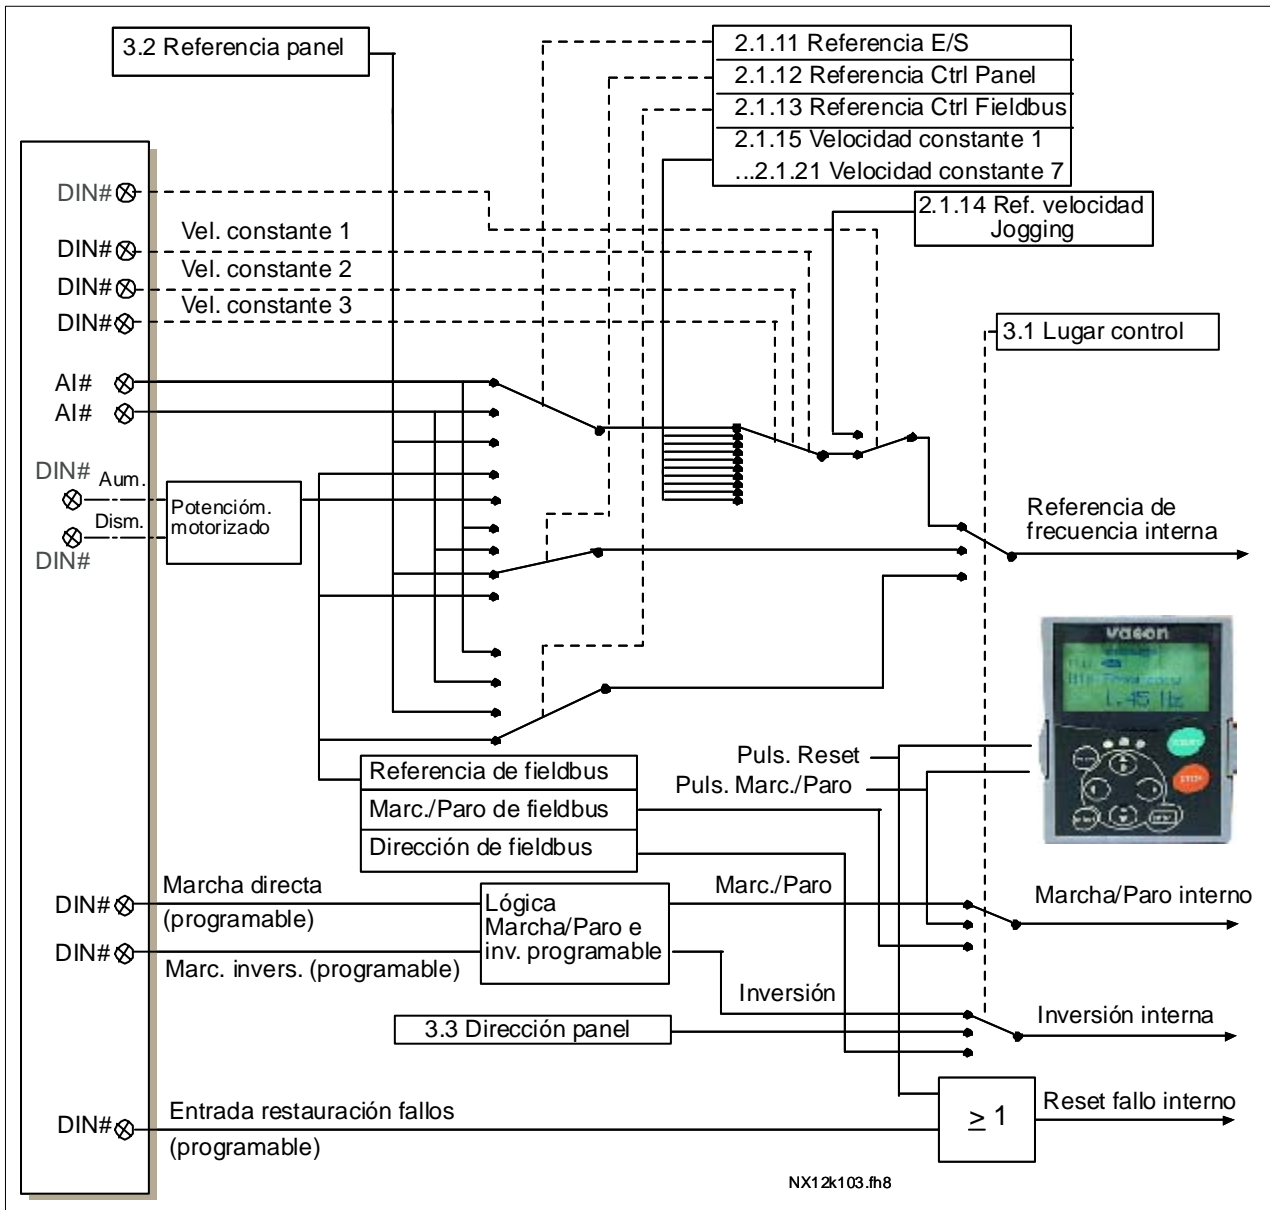 3.2 Referencia panel
2.1.11 Referencia E/S
2.1.12 Referencia Ctrl Panel
2.1.13 Referencia Ctrl Fieldbus
2.1.15 Velocidad constante 1
...2.1.21 Velocidad constante 7
2.1.14 Ref. velocidad
Jogging
3.1 Lugar control
DIN#
DIN#
Vel. constante 1
DIN#
Vel. constante 2
DIN#
Vel. constante 3
AI#
AI#
DIN#
Aum.
Dism.
DIN#
Potencióm.
motorizado
Referencia de
frecuencia interna
vacon
1.45 Hz
STOP
Puls. Reset
Puls. Marc./Paro
Referencia de fieldbus
Marc./Paro de fieldbus
Dirección de fieldbus
DIN#
Marcha directa
(programable)
DIN#
Marc. invers. (programable)
Lógica
Marcha/Paro e
inv. programable
Marc./Paro
Inversión
3.3 Dirección panel
Marcha/Paro interno
Inversión interna
DIN#
Entrada restauración fallos
(programable)
≥ 1
Reset fallo interno
NX12k103.fh8